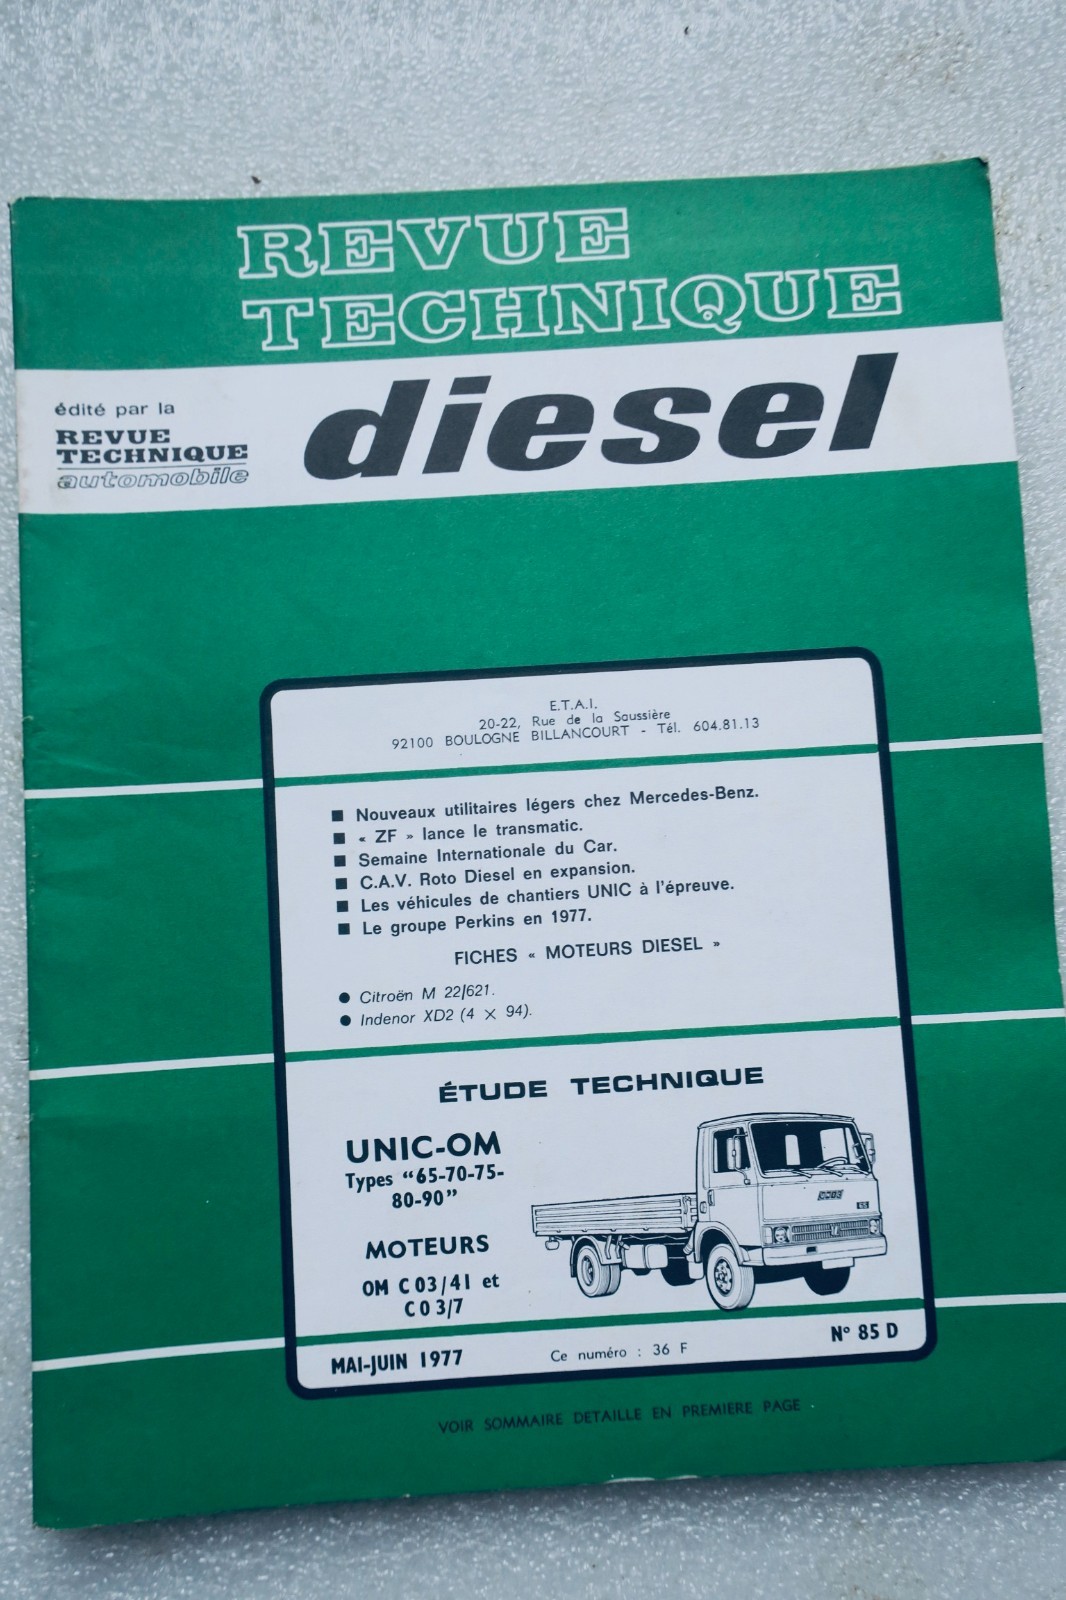 REVUE
TECHNIQUE
diesel
édité par la
REVUE
TECHNIQUE
automobile
E.T.A.I.
20-22, Rue de la Saussière
92100 BOULOGNE BILLANCOURT - Tél. 604.81.13
■ Nouveaux utilitaires légers chez Mercedes-Benz.
■ « ZF » lance le transmatic.
■ Semaine Internationale du Car.
■ C.A.V. Roto Diesel en expansion.
■ Les véhicules de chantiers UNIC à l'épreuve.
■ Le groupe Perkins en 1977.
FICHES « MOTEURS DIESEL »
● Citroën M 22/621.
● Indenor XD2 (4 × 94).
ÉTUDE TECHNIQUE
UNIC-OM
Types "65-70-75-
80-90"
MOTEURS
OM C 03/41 et
C 0 3/7
65
MAI-JUIN 1977
Ce numéro : 36 F
N° 85 D
VOIR SOMMAIRE DETAILLE EN PREMIERE PAGE